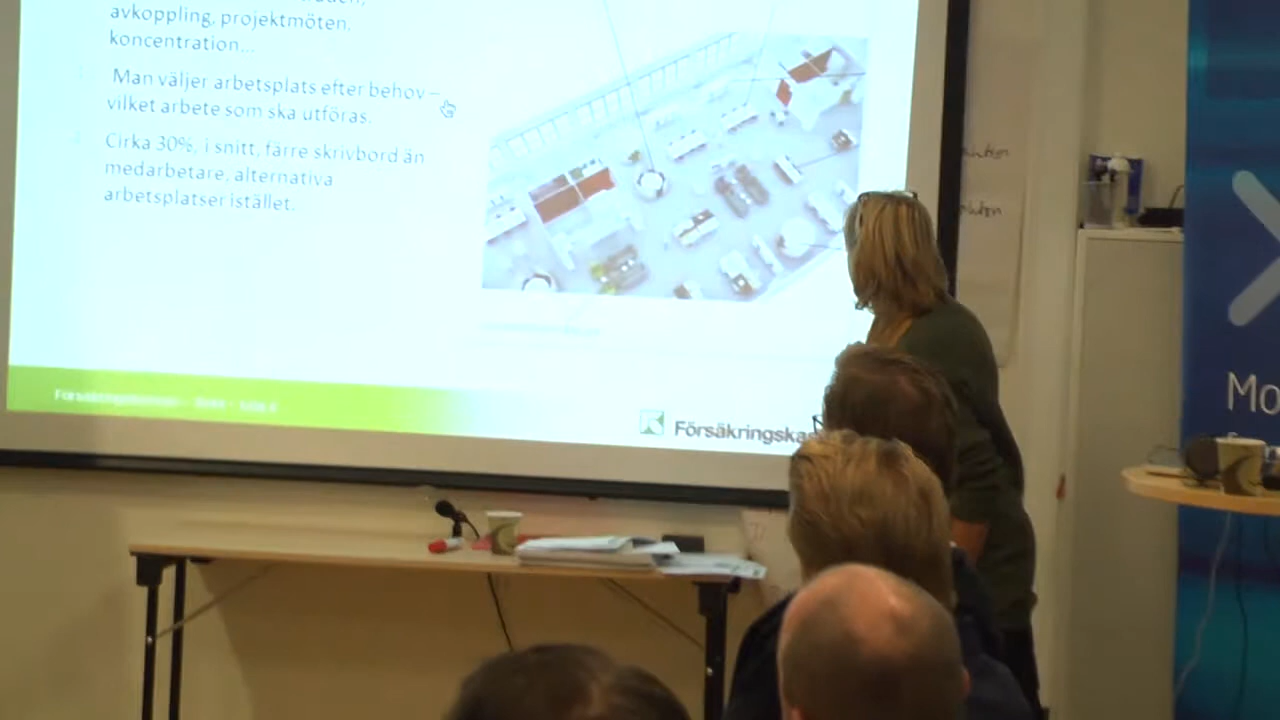 avkoppling, projektmöten,
koncentration...
Man väljer arbetsplats efter behov –
vilket arbete som ska utföras.
Cirka 30%, i snitt, färre skrivbord än
medarbetare, alternativa
arbetsplatser istället.
Försäkringska
Mo